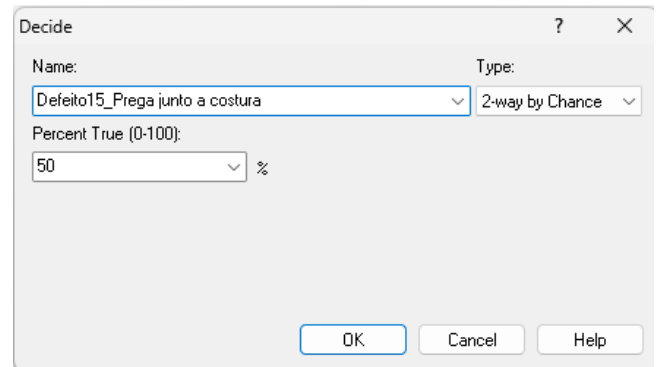 Decide ?
Name: Type:
Defeito15_Prega junto a costura 2-way by Chance
Percent True (0-100):
50 %
OK Cancel Help